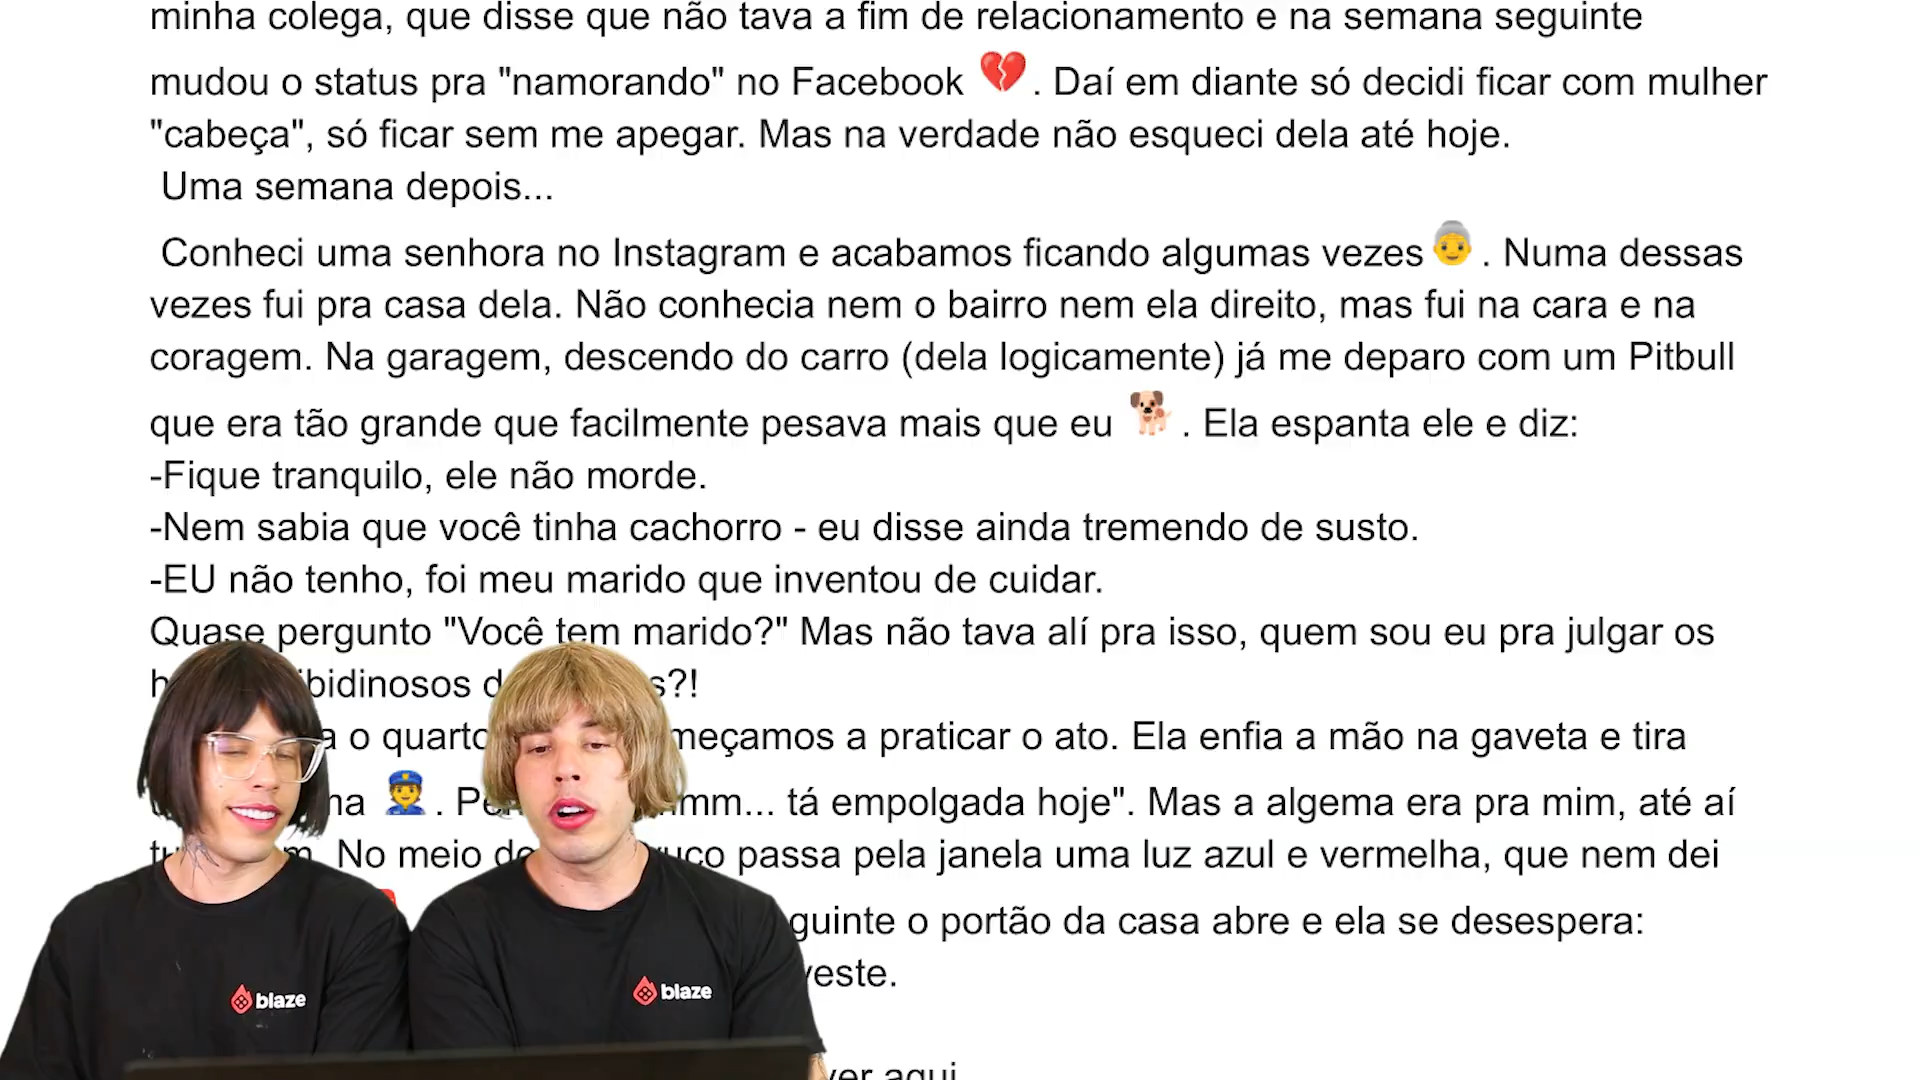 minha colega, que disse que não tava a fim de relacionamento e na semana seguinte
mudou o status pra "namorando" no Facebook 💔. Daí em diante só decidi ficar com mulher
"cabeça", só ficar sem me apegar. Mas na verdade não esqueci dela até hoje.
Uma semana depois...
Conheci uma senhora no Instagram e acabamos ficando algumas vezes👵. Numa dessas
vezes fui pra casa dela. Não conhecia nem o bairro nem ela direito, mas fui na cara e na
coragem. Na garagem, descendo do carro (dela logicamente) já me deparo com um Pitbull
que era tão grande que facilmente pesava mais que eu 🐕. Ela espanta ele e diz:
-Fique tranquilo, ele não morde.
-Nem sabia que você tinha cachorro - eu disse ainda tremendo de susto.
-EU não tenho, foi meu marido que inventou de cuidar.
Quase pergunto "Você tem marido?" Mas não tava alí pra isso, quem sou eu pra julgar os
?!
o meçamos a praticar o ato. Ela enfia a mão na gaveta e tira
👮. tá empolgada hoje". Mas a algema era pra mim, até aí
No meio passa pela janela uma luz azul e vermelha, que nem dei
guinte o portão da casa abre e ela se desespera:
veste.
ver aqui
blaze
blaze